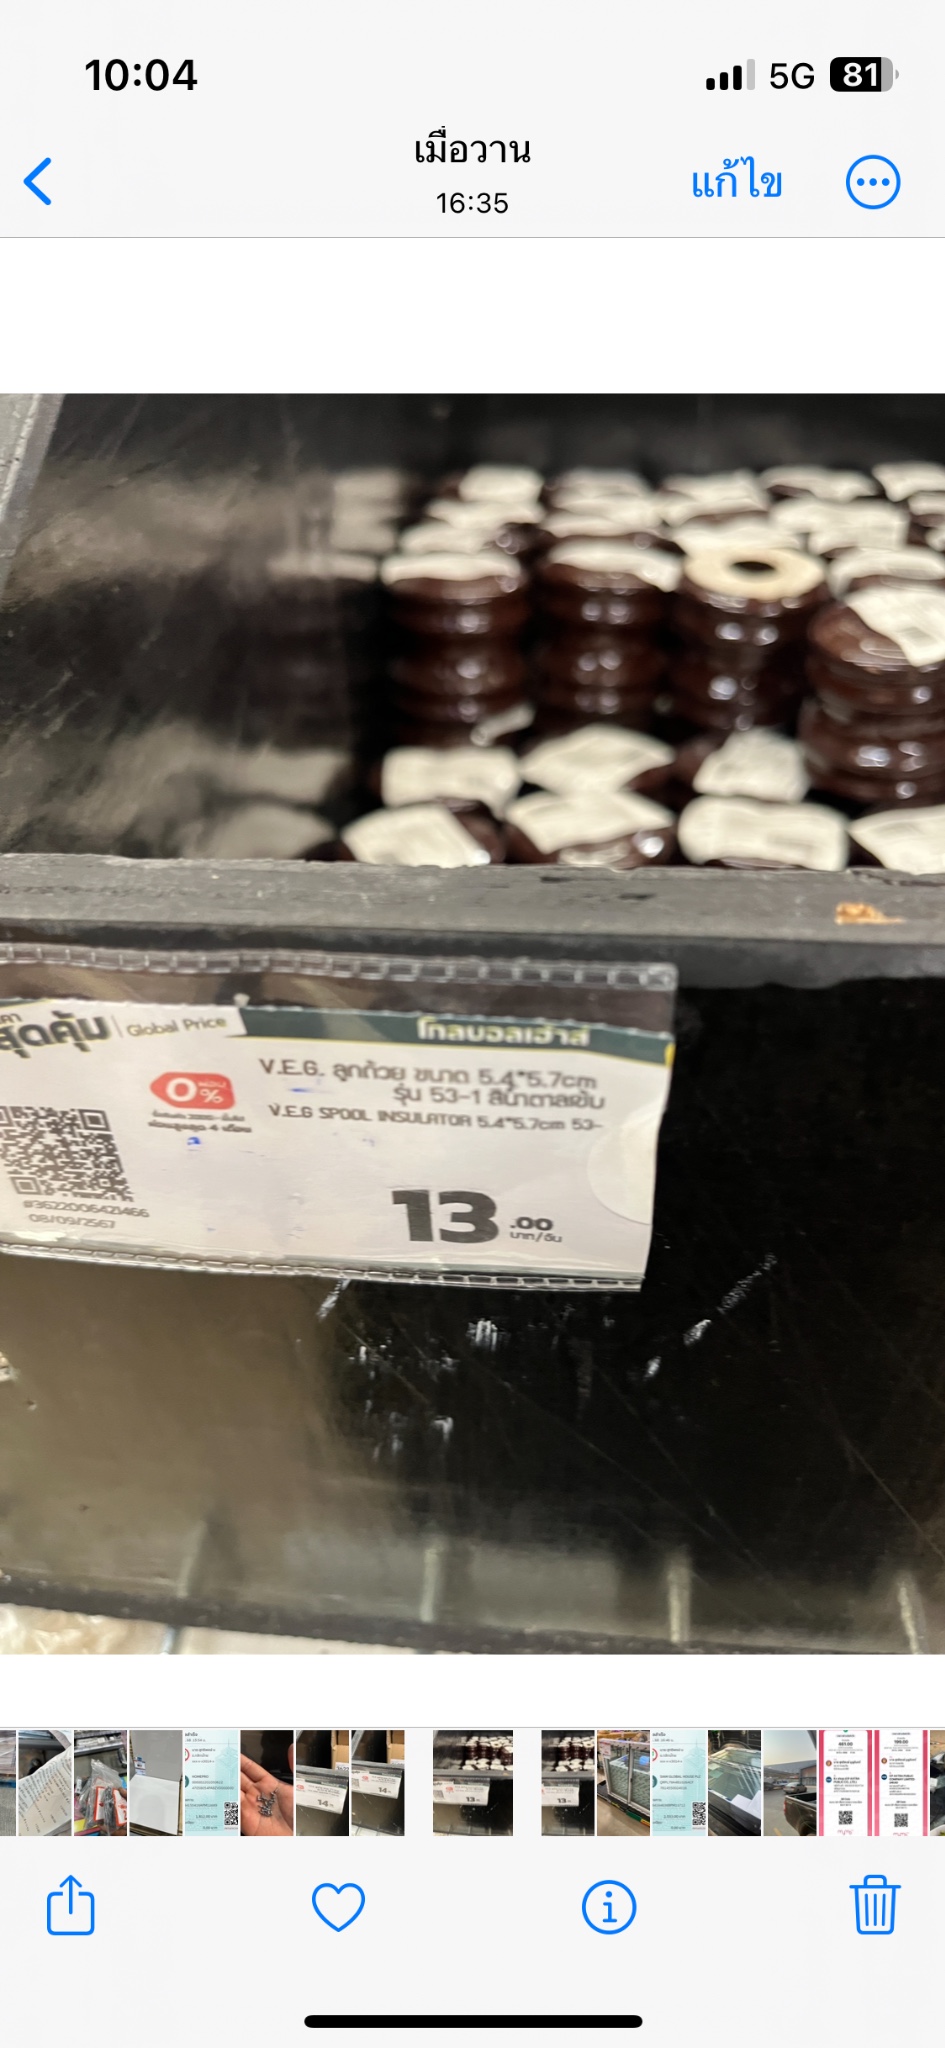 10:04
5G 81
เมื่อวาน
16:35
แก้ไข
สุดคุ้ม | Global Price
โกลบอลเฮ้าส์
0%
V.E.G. ลูกถ้วย ขนาด 5.4*5.7cm
รุ่น 53-1 สีน้ำตาลเข้ม
V.E.G SPOOL INSULATOR 5.4*5.7cm 53-
13.00
08/09/2567